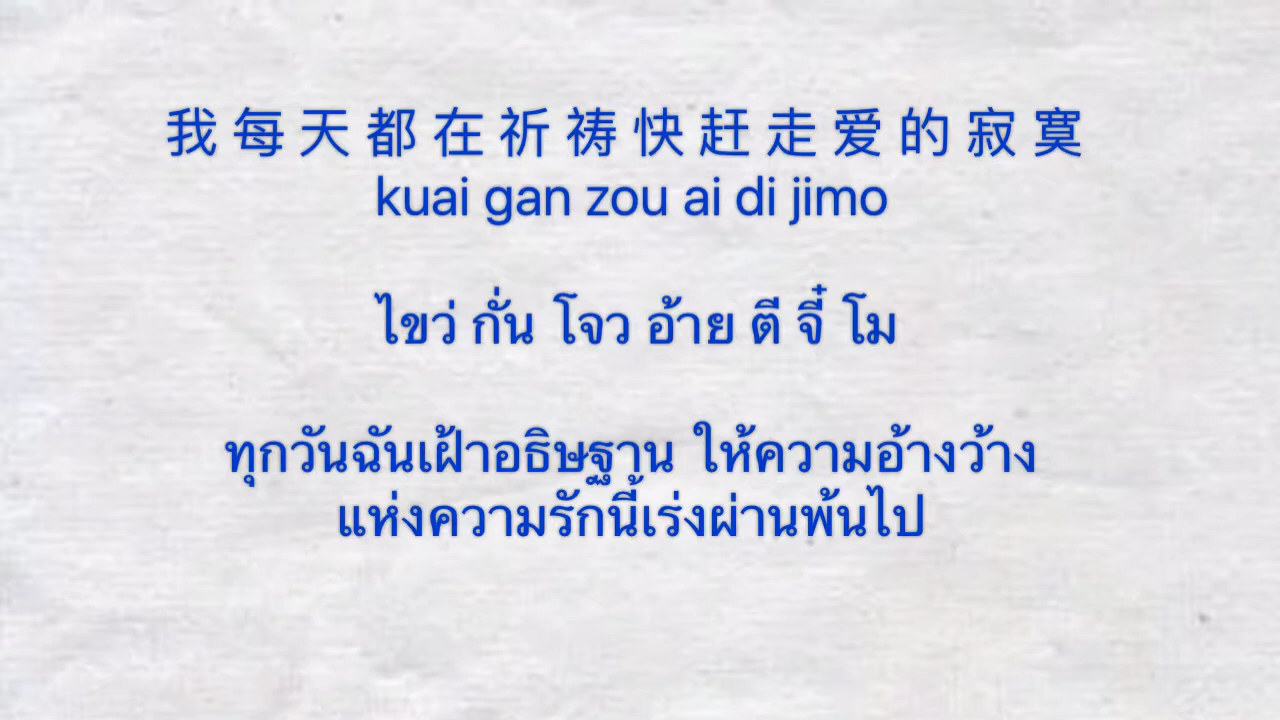 我每天都在祈祷快赶走爱的寂寞
kuai gan zou ai di jimo
ไขว่ กั่น โจว อ้าย ตี จี๋ โม
ทุกวันฉันเฝ้าอธิษฐาน ให้ความอ้างว้าง
แห่งความรักนี้เร่งผ่านพ้นไป